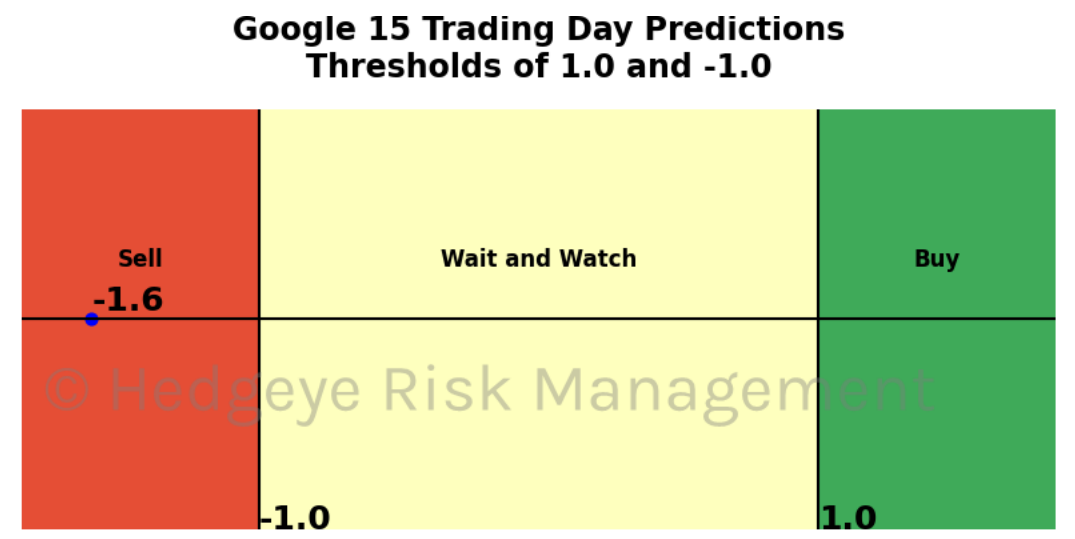 Google 15 Trading Day Predictions
Thresholds of 1.0 and -1.0
Sell
Wait and Watch
Buy
-1.6
© Hedgeye Risk Management
-1.0
1.0